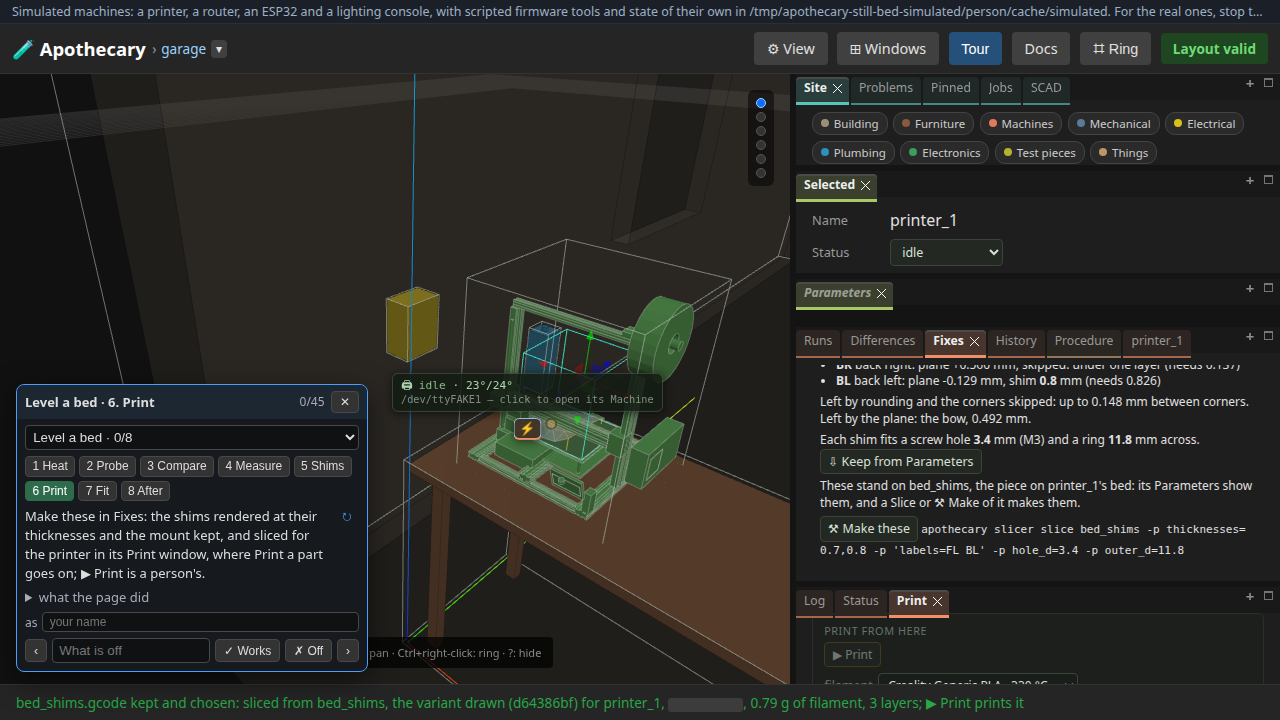 Simulated machines: a printer, a router, an ESP32 and a lighting console, with scripted firmware tools and state of their own in /tmp/apothecary-still-bed-simulated/person/cache/simulated. For the real ones, stop t...
Apothecary › garage ▾
⚙ View
⊞ Windows
Tour
Docs
⌗ Ring
Layout valid
Site
Problems
Pinned
Jobs
SCAD
Building
Furniture
Machines
Mechanical
Electrical
Plumbing
Electronics
Test pieces
Things
Selected
Name printer_1
Status idle
Parameters
Runs
Differences
Fixes
History
Procedure
printer_1
• BL back left: plane -0.129 mm, shim 0.8 mm (needs 0.826)
Left by rounding and the corners skipped: up to 0.148 mm between corners.
Left by the plane: the bow, 0.492 mm.
Each shim fits a screw hole 3.4 mm (M3) and a ring 11.8 mm across.
⇩ Keep from Parameters
These stand on bed_shims, the piece on printer_1's bed: its Parameters show
them, and a Slice or ⚒ Make of it makes them.
⚒ Make these apothecary slicer slice bed_shims -p thicknesses=
0.7,0.8 -p 'labels=FL BL' -p hole_d=3.4 -p outer_d=11.8
Log
Status
Print
PRINT FROM HERE
▶ Print
idle · 23°/24°
/dev/ttyFAKE1 — click to open its Machine
Level a bed · 6. Print 0/45 ✕
Level a bed · 0/8
1 Heat
2 Probe
3 Compare
4 Measure
5 Shims
6 Print
7 Fit
8 After
Make these in Fixes: the shims rendered at their
thicknesses and the mount kept, and sliced for
the printer in its Print window, where Print a part
goes on; ▶ Print is a person's.
▶ what the page did
as your name
‹ What is off ✓ Works ✗ Off ›
pan · Ctrl+right-click: ring · ?: hide
bed_shims.gcode kept and chosen: sliced from bed_shims, the variant drawn (d64386bf) for printer_1, , 0.79 g of filament, 3 layers; ▶ Print prints it